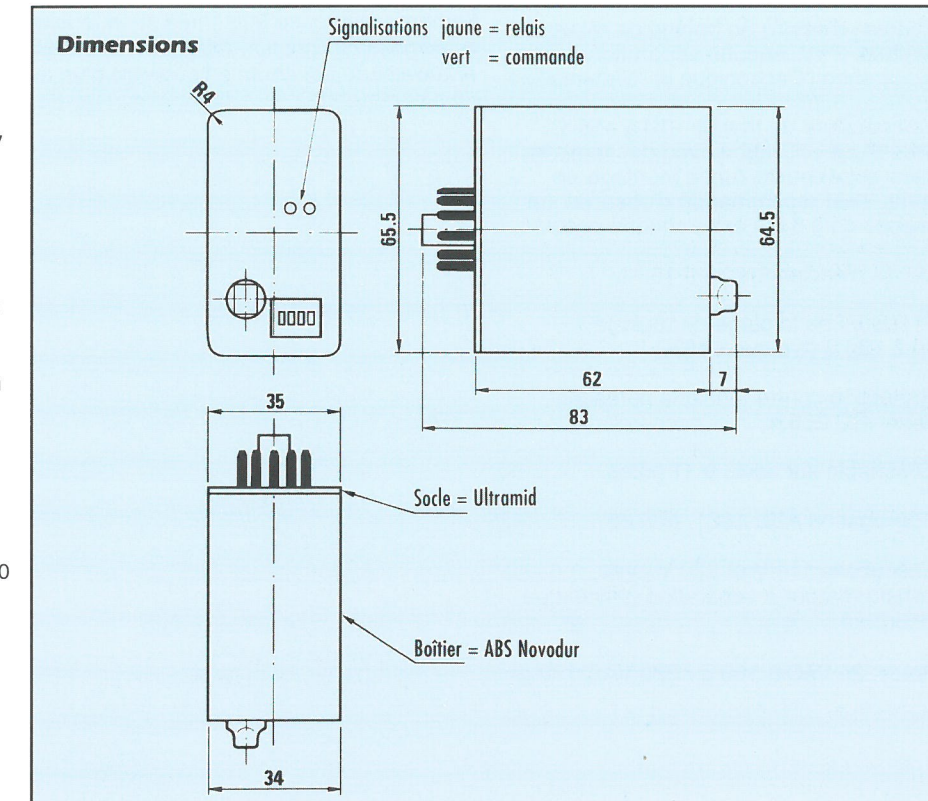 Dimensions
Signalisations jaune = relais
vert = commande
R4
65.5
64.5
62
7
83
35
Socle = Ultramid
Boîtier = ABS Novodur
34
0